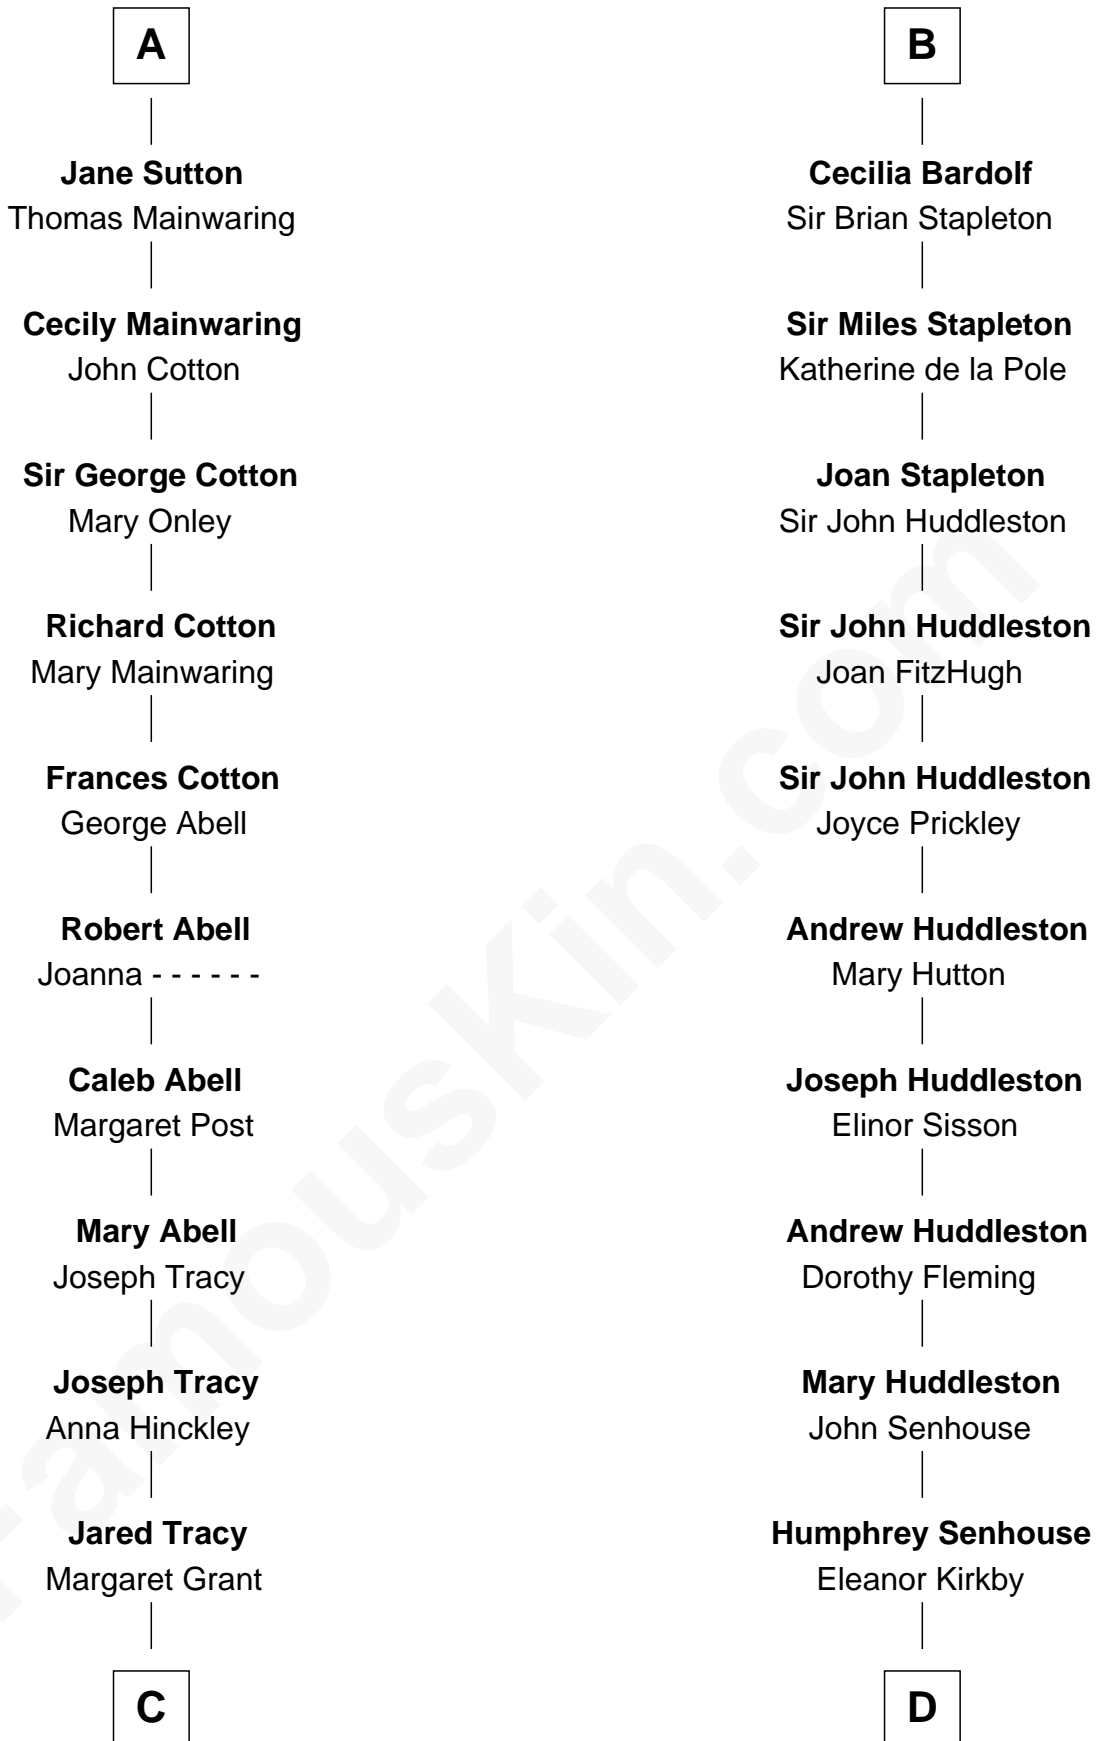 A
Jane Sutton
Thomas Mainwaring
Cecily Mainwaring
John Cotton
Sir George Cotton
Mary Onley
Richard Cotton
Mary Mainwaring
Frances Cotton
George Abell
Robert Abell
Joanna - - - - - -
Caleb Abell
Margaret Post
Mary Abell
Joseph Tracy
Joseph Tracy
Anna Hinckley
Jared Tracy
Margaret Grant
C
B
Cecilia Bardolf
Sir Brian Stapleton
Sir Miles Stapleton
Katherine de la Pole
Joan Stapleton
Sir John Huddleston
Sir John Huddleston
Joan FitzHugh
Sir John Huddleston
Joyce Prickley
Andrew Huddleston
Mary Hutton
Joseph Huddleston
Elinor Sisson
Andrew Huddleston
Dorothy Fleming
Mary Huddleston
John Senhouse
Humphrey Senhouse
Eleanor Kirkby
D
FamousKin.com